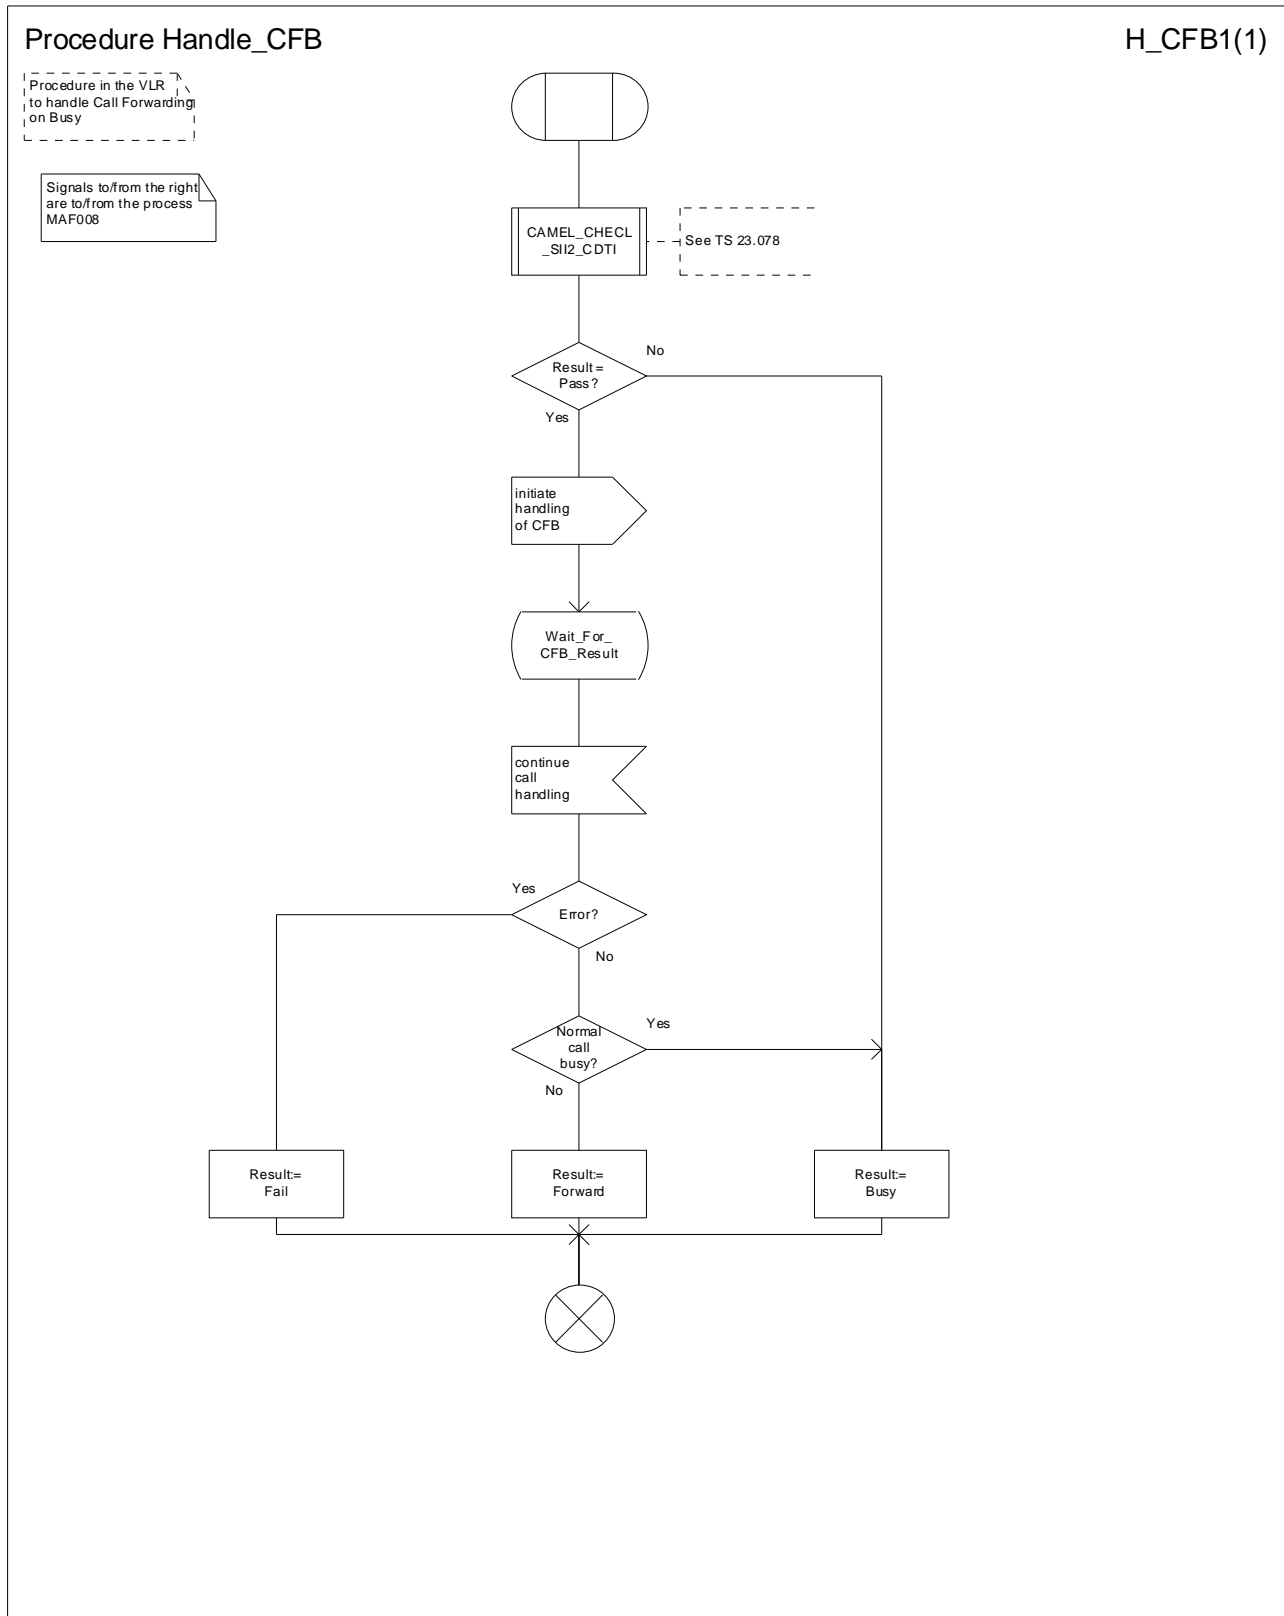 Procedure Handle_CFB
H_CFB1(1)
Procedure in the VLR
to handle Call Forwarding
on Busy
Signals to/from the right
are to/from the process
MAF008
CAMEL_CHECL
_SII2_CDTI
See TS 23.078
Result =
Pass?
No
Yes
initiate
handling
of CFB
Wait_For_
CFB_Result
continue
call
handling
Yes
Error?
No
Normal
call
busy?
Yes
No
Result:=
Fail
Result:=
Forward
Result:=
Busy